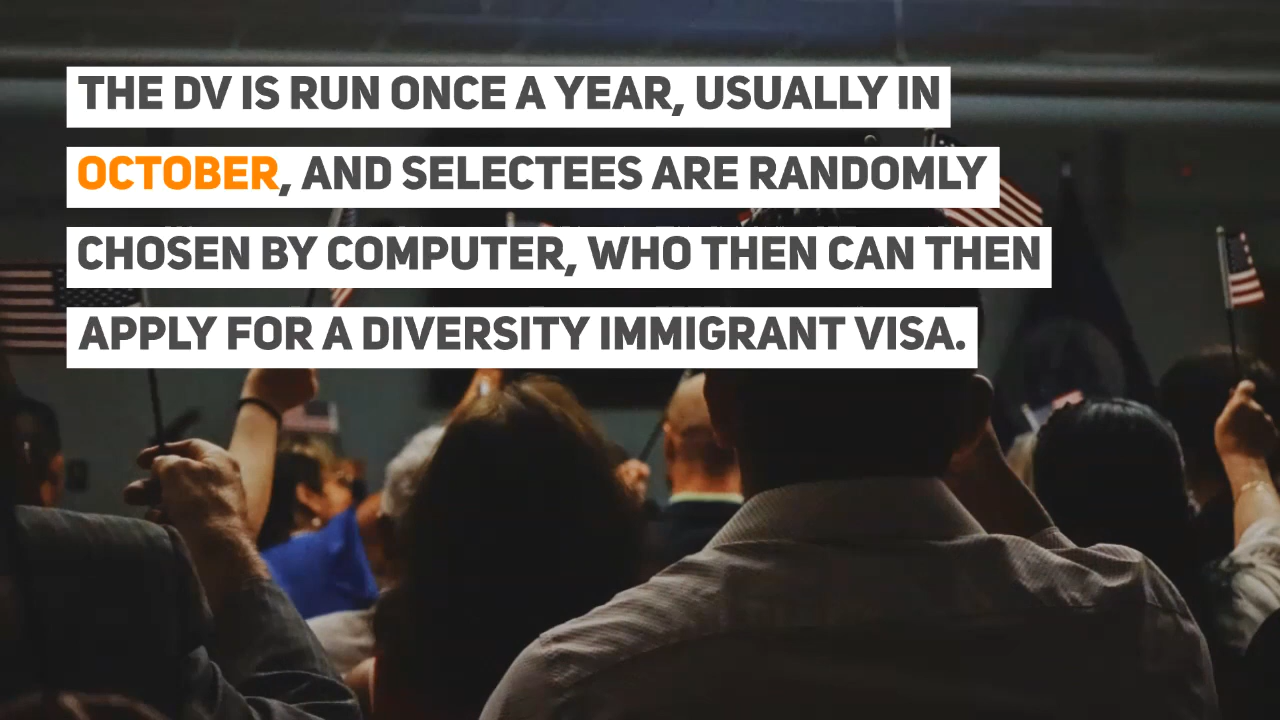 THE DV IS RUN ONCE A YEAR, USUALLY IN
OCTOBER, AND SELECTEES ARE RANDOMLY
CHOSEN BY COMPUTER, WHO THEN CAN THEN
APPLY FOR A DIVERSITY IMMIGRANT VISA.